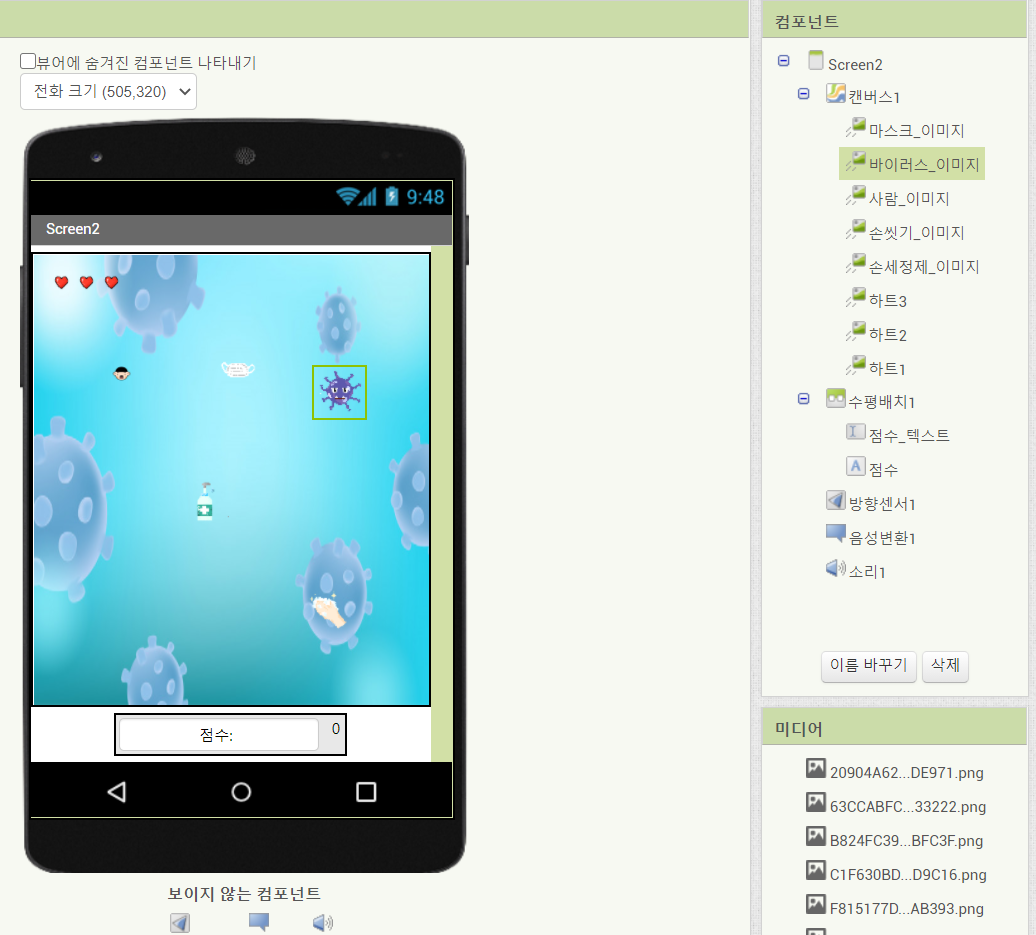 컴포넌트
뷰어에 숨겨진 컴포넌트 나타내기
전화 크기 (505,320)
9:48
Screen2
점수:
0
보이지 않는 컴포넌트
Screen2
캔버스1
마스크_이미지
바이러스_이미지
사람_이미지
손씻기_이미지
손세정제_이미지
하트3
하트2
하트1
수평배치1
점수_텍스트
점수
방향센서1
음성변환1
소리1
이름 바꾸기
삭제
미디어
20904A62...DE971.png
63CCABFC...33222.png
B824FC39...BFC3F.png
C1F630BD...D9C16.png
F815177D...AB393.png